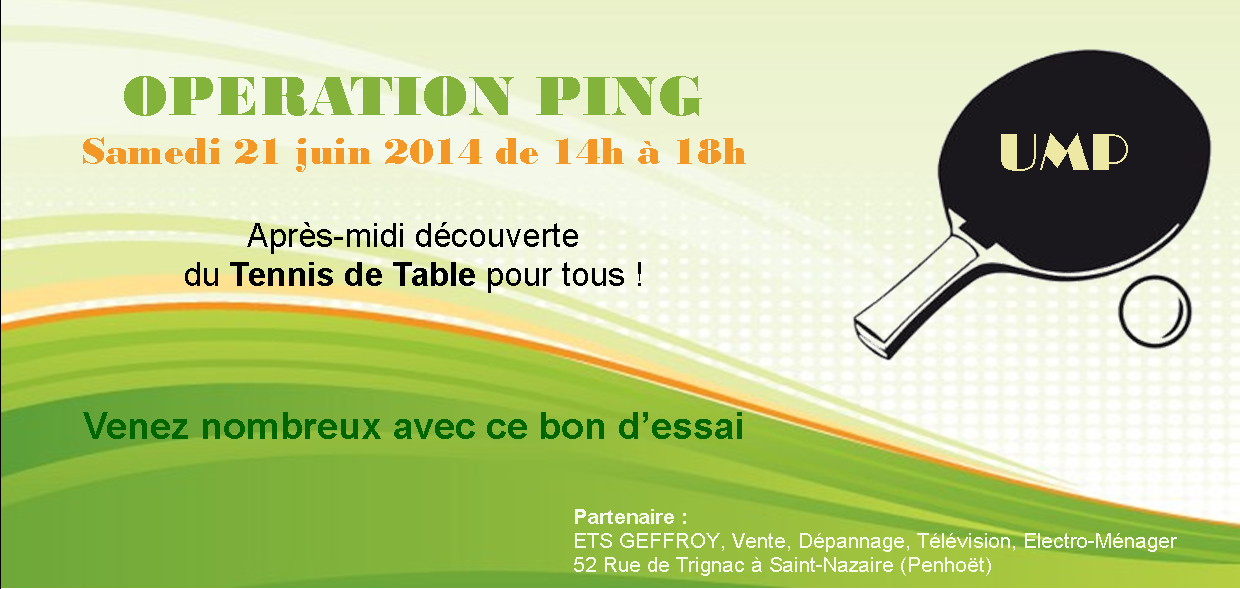 OPERATION PING
Samedi 21 juin 2014 de 14h à 18h
UMP
Après-midi découverte
du Tennis de Table pour tous !
Venez nombreux avec ce bon d’essai
Partenaire :
ETS GEFFROY, Vente, Dépannage, Télévision, Electro-Ménager
52 Rue de Trignac à Saint-Nazaire (Penhoët)